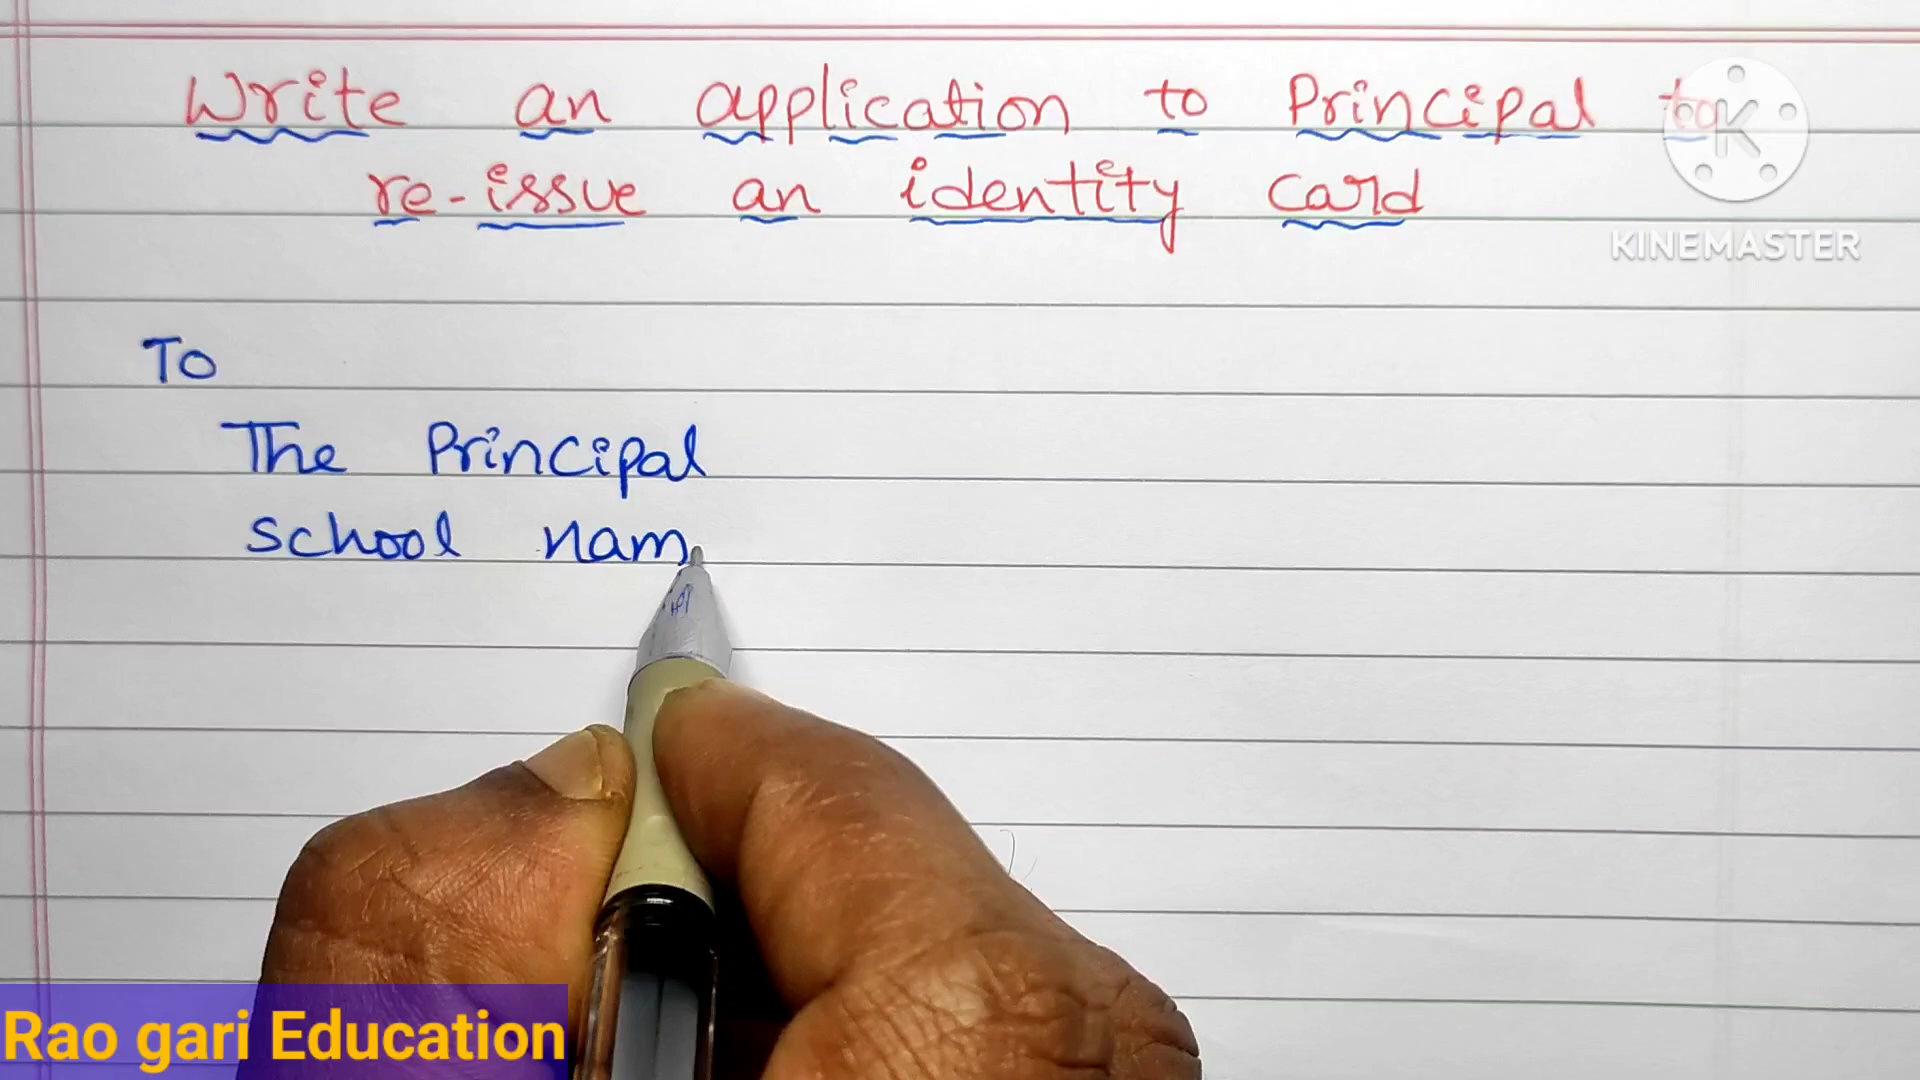 Write an application to Principal to
re-issue an identity card
KINEMASTER
To
The Principal
school nam
Rao gari Education